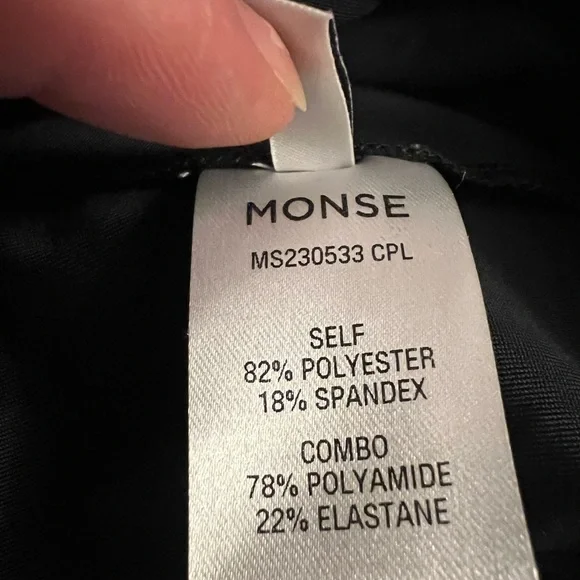 MONSE
MS230533 CPL
SELF
82% POLYESTER
18% SPANDEX
COMBO
78% POLYAMIDE
22% ELASTANE